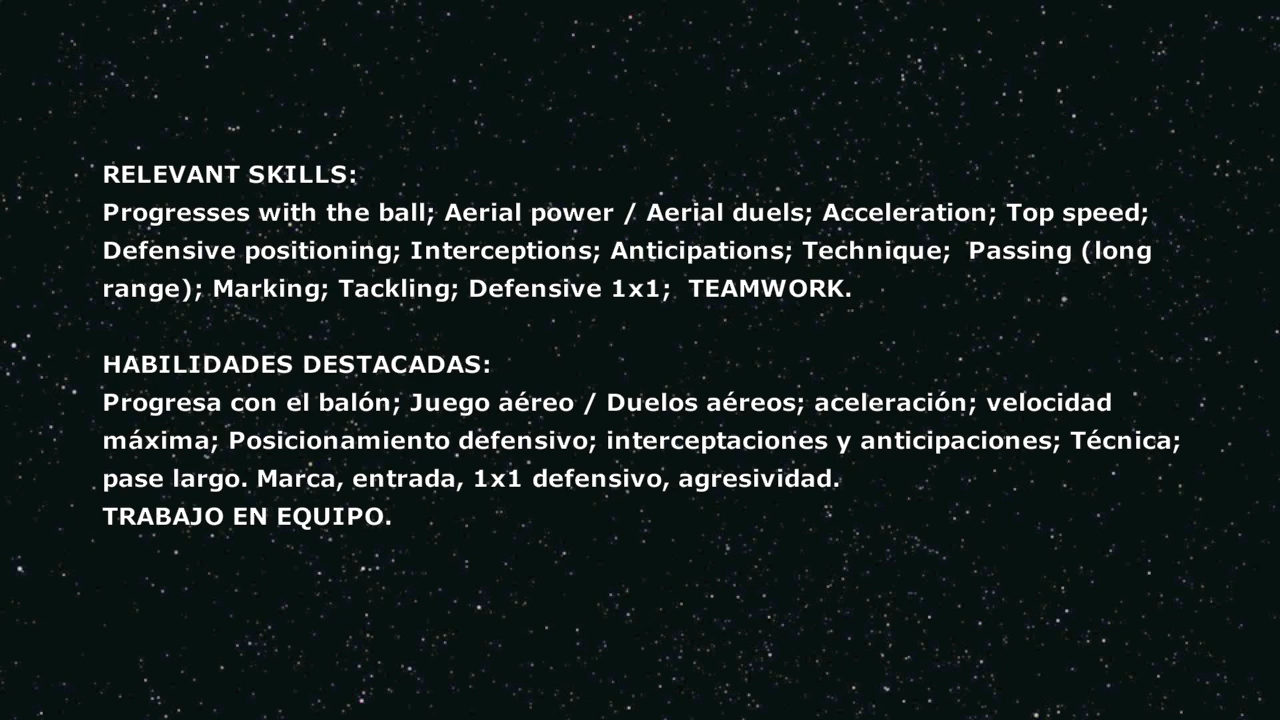 RELEVANT SKILLS:
Progresses with the ball; Aerial power / Aerial duels; Acceleration; Top speed;
Defensive positioning; Interceptions; Anticipations; Technique;  Passing (long
range); Marking; Tackling; Defensive 1x1;  TEAMWORK.
HABILIDADES DESTACADAS:
Progresa con el balón; Juego aéreo / Duelos aéreos; aceleración; velocidad
máxima; Posicionamiento defensivo; interceptaciones y anticipaciones; Técnica;
pase largo. Marca, entrada, 1x1 defensivo, agresividad.
TRABAJO EN EQUIPO.